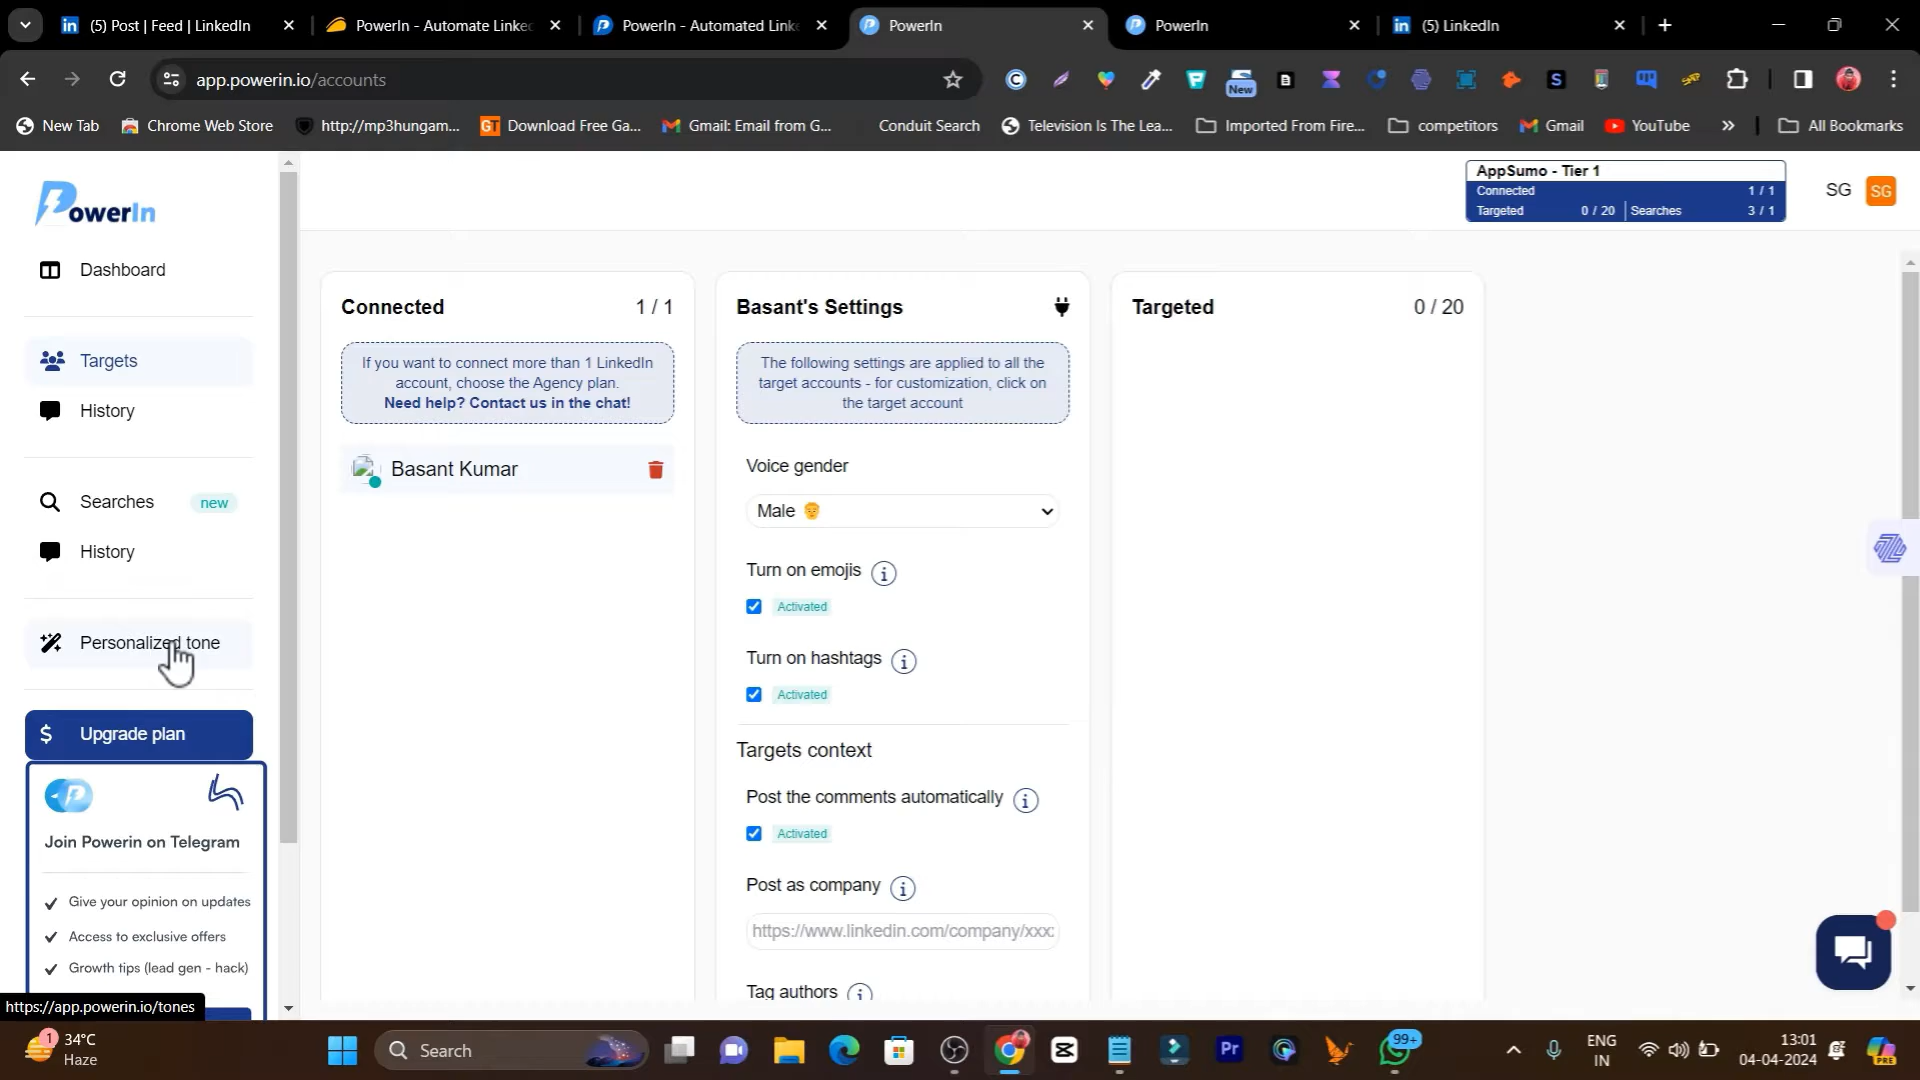 (5) Post | Feed | LinkedIn
PowerIn - Automate Linke
PowerIn - Automated Link
PowerIn
PowerIn
(5) LinkedIn
app.powerin.io/accounts
New
New Tab
Chrome Web Store
http://mp3hungam...
GT Download Free Ga...
Gmail: Email from G...
Conduit Search
Television Is The Lea...
Imported From Fire...
competitors
Gmail
YouTube
»
All Bookmarks
PowerIn
AppSumo - Tier 1
Connected 1 / 1
Targeted 0 / 20 Searches 3 / 1
SG SG
Dashboard
Targets
History
Searches new
History
Personalized tone
$ Upgrade plan
Join Powerin on Telegram
Give your opinion on updates
Access to exclusive offers
Growth tips (lead gen - hack)
https://app.powerin.io/tones
Connected 1 / 1
If you want to connect more than 1 LinkedIn
account, choose the Agency plan.
Need help? Contact us in the chat!
Basant Kumar
Basant's Settings
The following settings are applied to all the
target accounts - for customization, click on
the target account
Voice gender
Male
Turn on emojis i
Activated
Turn on hashtags i
Activated
Targets context
Post the comments automatically i
Activated
Post as company i
https://www.linkedin.com/company/xxx
Tag authors i
Targeted 0 / 20
1
34°C
Haze
Search
Pr
99+
ENG
IN
13:01
04-04-2024
PRE